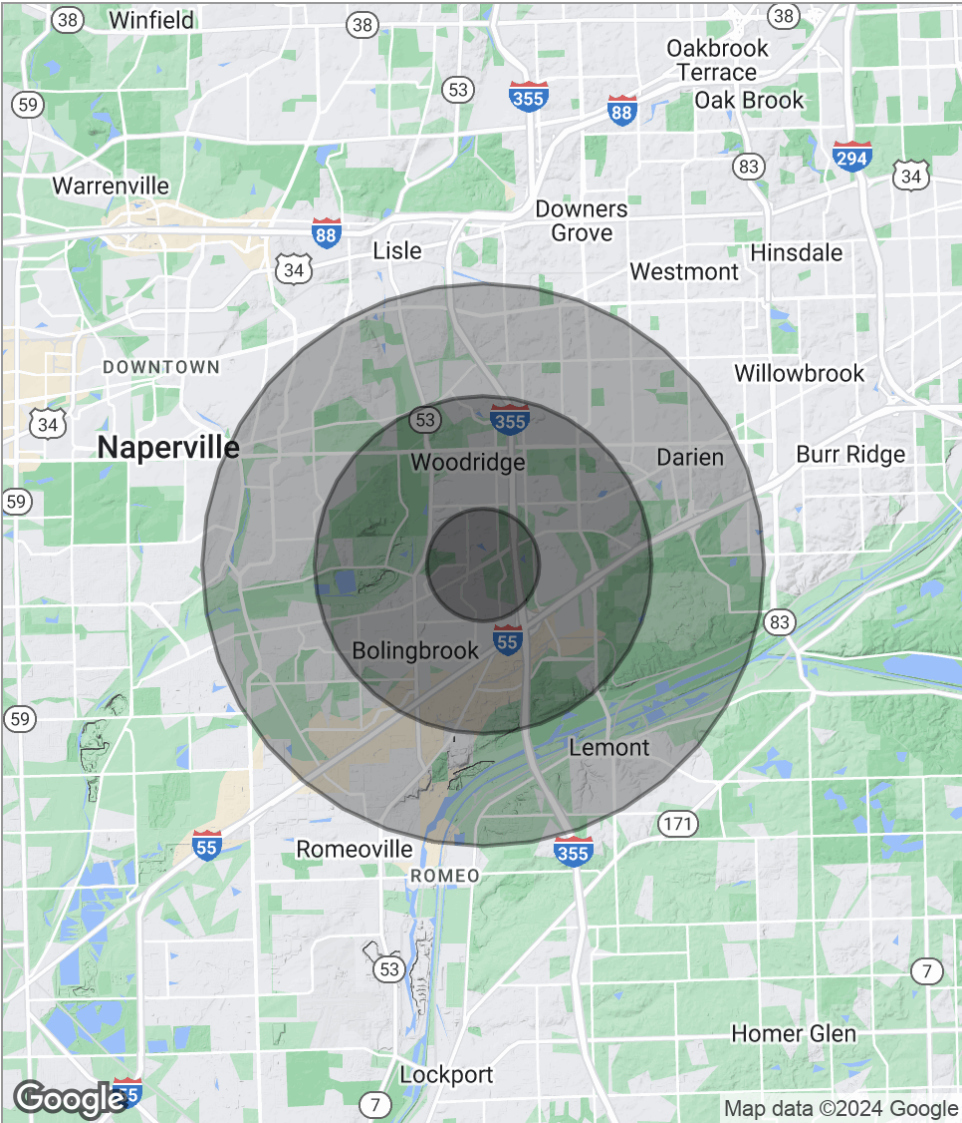 38
Winfield
38
38
Oakbrook
Terrace
Oak Brook
53
355
88
59
83
294
34
Warrenville
Downers
Grove
88
Lisle
34
Westmont
Hinsdale
DOWNTOWN
Willowbrook
34
53
355
Naperville
Woodridge
Darien
Burr Ridge
59
55
83
Bolingbrook
59
Lemont
171
55
355
Romeoville
ROMEO
53
7
Homer Glen
Lockport
55
Google
7
Map data ©2024 Google